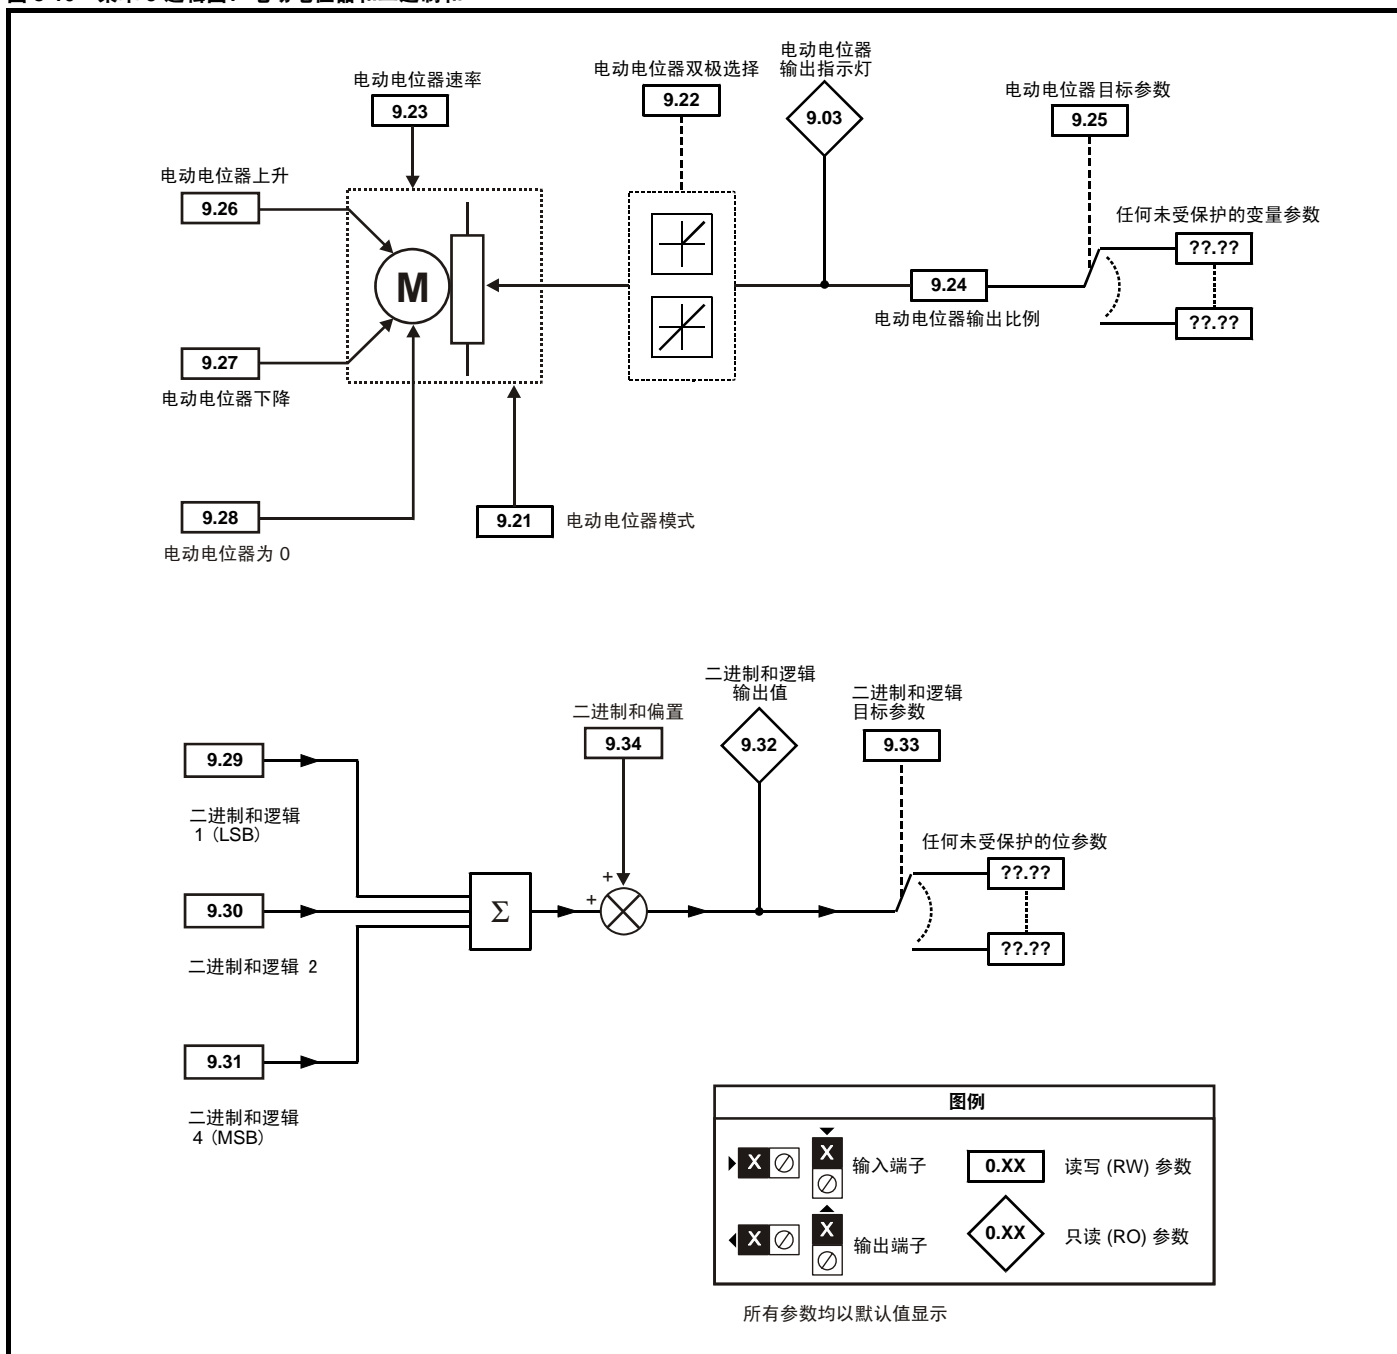 电动电位器速率
9.23
电动电位器双极选择
9.22
电动电位器
输出指示灯
9.03
电动电位器目标参数
9.25
电动电位器上升
9.26
任何未受保护的变量参数
??.??
M
9.24
电动电位器输出比例
??.??
9.27
电动电位器下降
9.28
电动电位器为 0
9.21
电动电位器模式
二进制和逻辑
输出值
9.32
二进制和逻辑
目标参数
9.33
二进制和偏置
9.34
9.29
二进制和逻辑
1 (LSB)
任何未受保护的位参数
??.??
+
+
9.30
Σ
二进制和逻辑 2
??.??
9.31
二进制和逻辑
4 (MSB)
图例
X
X
输入端子
0.XX
读写 (RW) 参数
X
X
输出端子
0.XX
只读 (RO) 参数
所有参数均以默认值显示